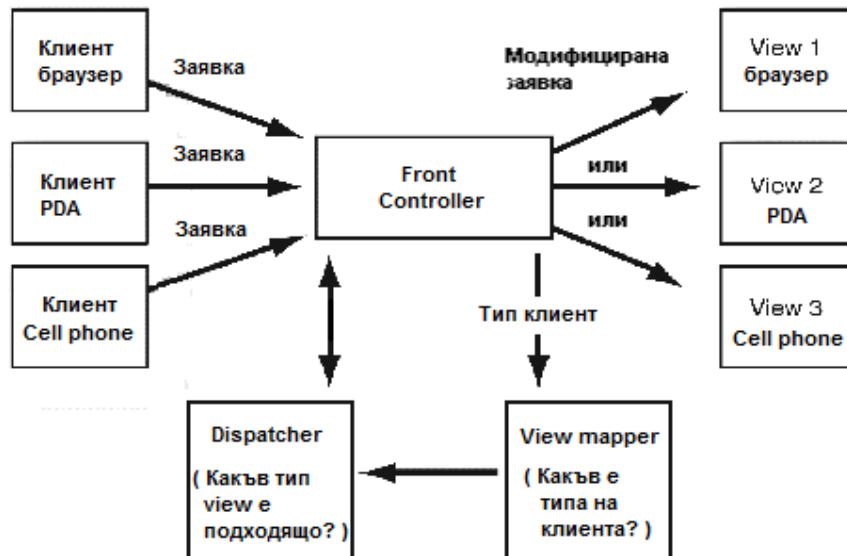 Клиент
браузер
Заявка
Клиент
PDA
Заявка
Клиент
Cell phone
Заявка
Front
Controller
Модифицирана
заявка
или
или
View 1
браузер
View 2
PDA
View 3
Cell phone
Тип клиент
Dispatcher
( Какъв тип
view е
подходящо? )
View mapper
( Какъв е
типа на
клиента? )